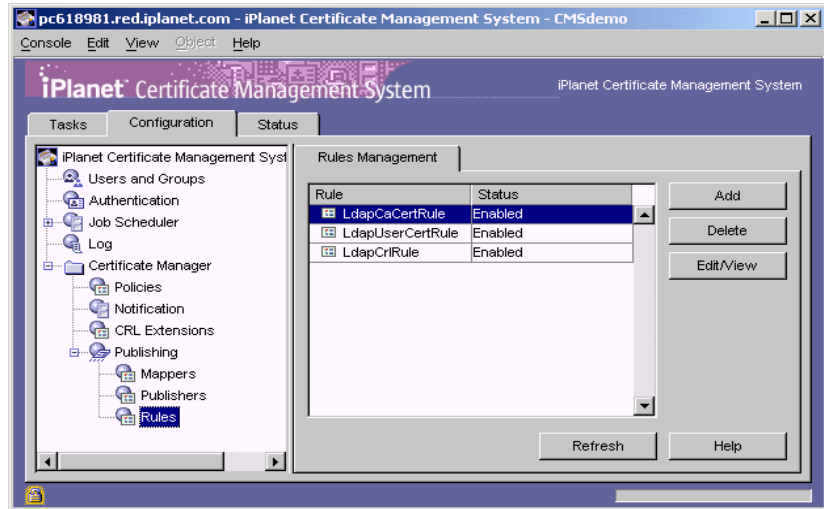 pc618981.red.iplanet.com - iPlanet Certificate Management System - CMSdemo
Console Edit View Object Help
iPlanet Certificate Management System
iPlanet Certificate Management System
Tasks Configuration Status
iPlanet Certificate Management Syst
Users and Groups
Authentication
Job Scheduler
Log
Certificate Manager
Policies
Notification
CRL Extensions
Publishing
Mappers
Publishers
Rules
Rules Management
Rule Status
LdapCaCertRule Enabled
LdapUserCertRule Enabled
LdapCrlRule Enabled
Add
Delete
Edit/View
Refresh Help